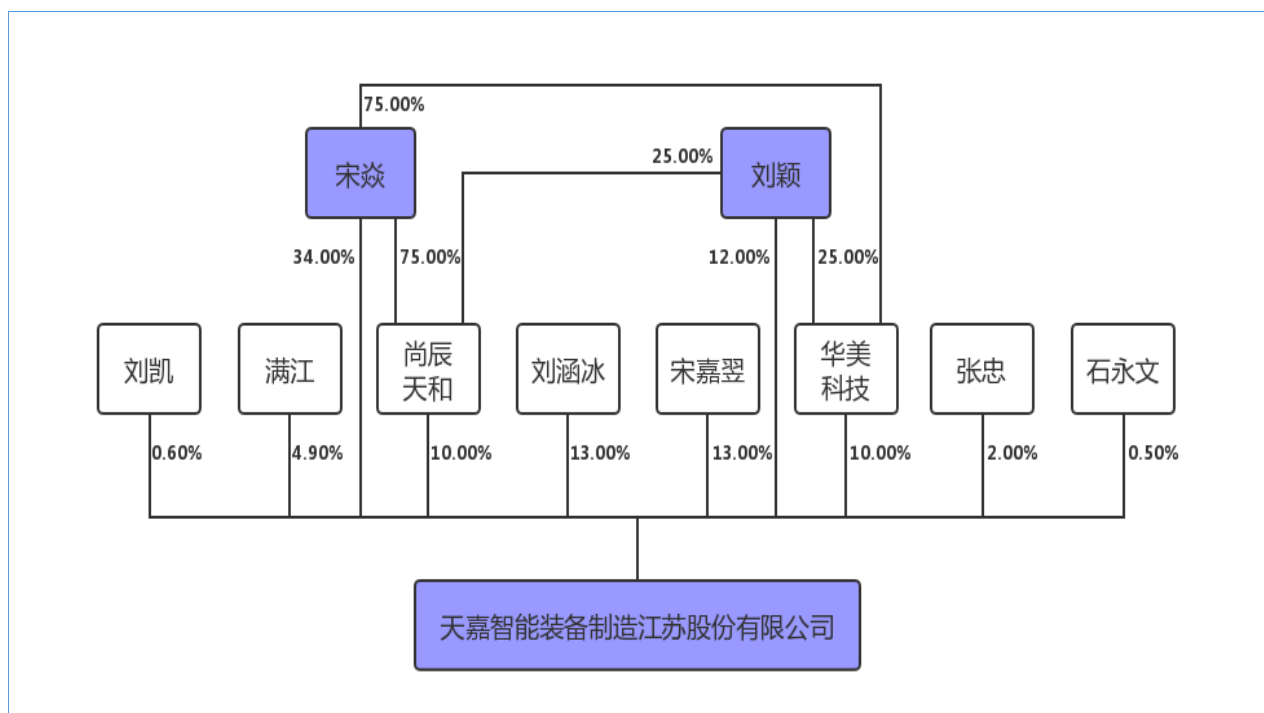 75.00%
宋焱
25.00%
刘颖
34.00%
75.00%
12.00%
25.00%
刘凯
满江
尚辰
天和
刘涵冰
宋嘉翌
华美
科技
张忠
石永文
0.60%
4.90%
10.00%
13.00%
13.00%
10.00%
2.00%
0.50%
天嘉智能装备制造江苏股份有限公司